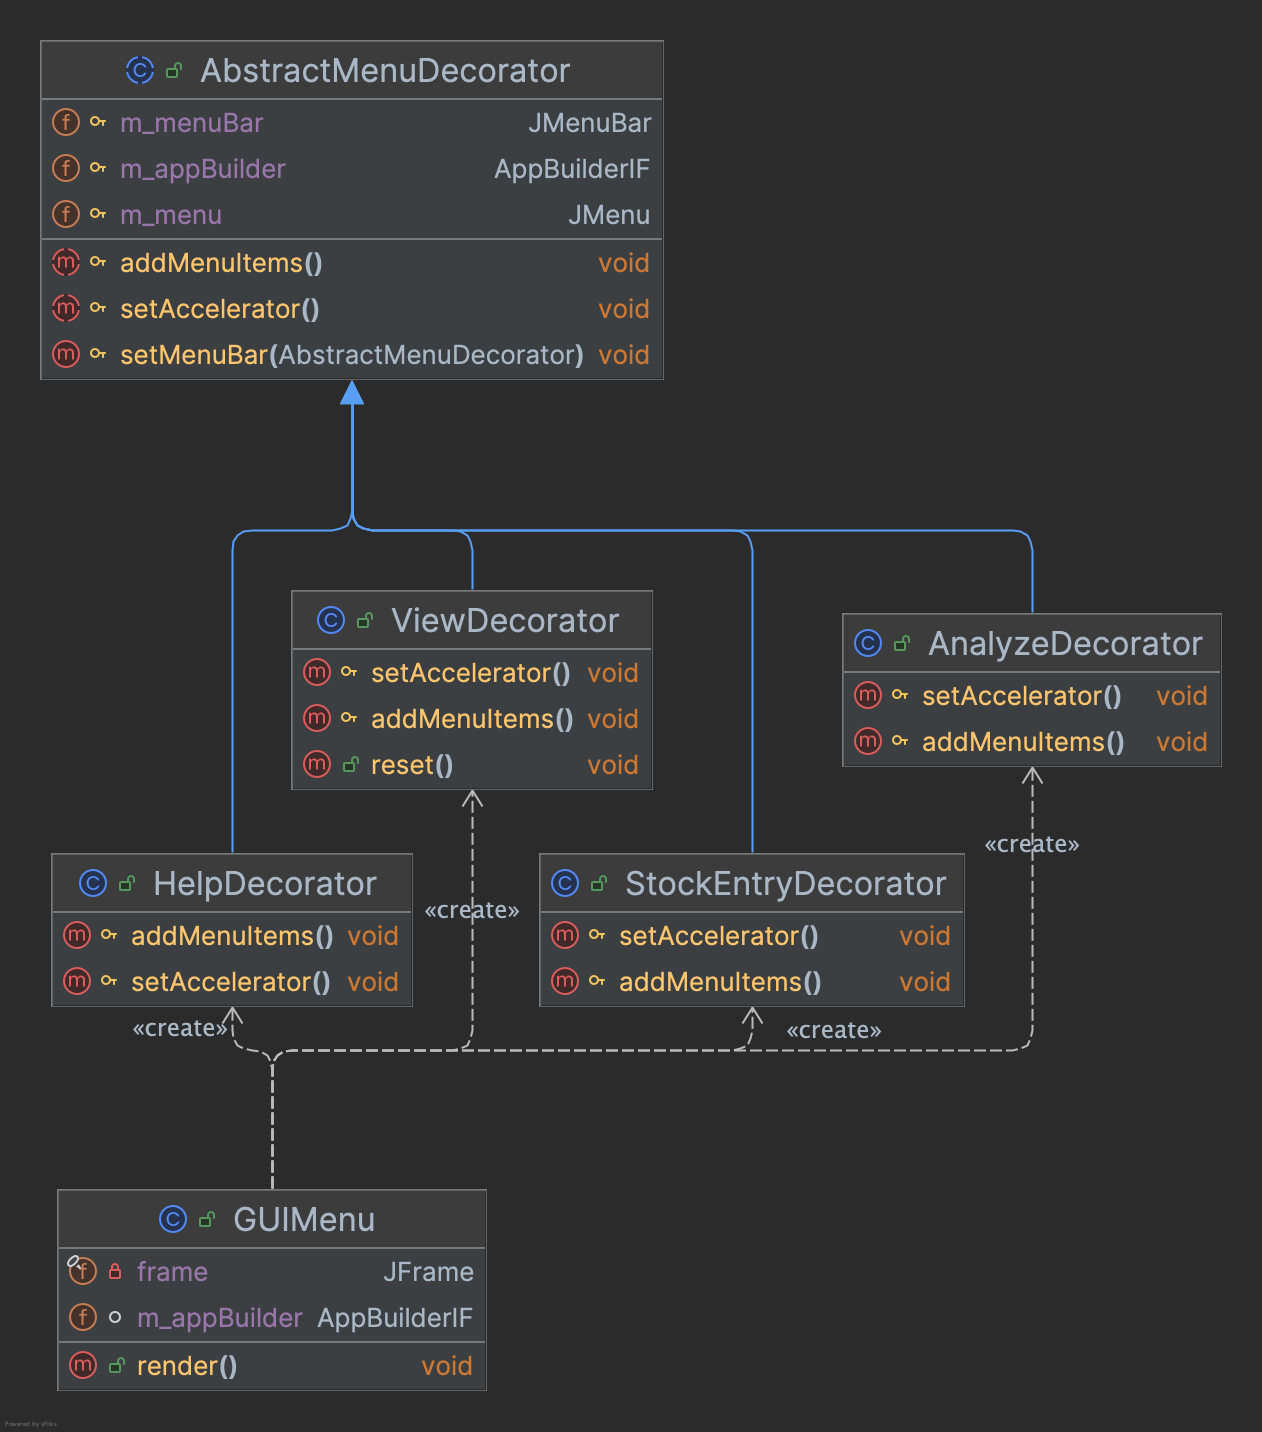 AbstractMenuDecorator
m_menuBar JMenuBar
m_appBuilder AppBuilderIF
m_menu JMenu
addMenuItems() void
setAccelerator() void
setMenuBar(AbstractMenuDecorator) void
ViewDecorator
setAccelerator() void
addMenuItems() void
reset() void
AnalyzeDecorator
setAccelerator() void
addMenuItems() void
«create»
HelpDecorator
addMenuItems() void
setAccelerator() void
«create»
StockEntryDecorator
setAccelerator() void
addMenuItems() void
«create»
«create»
GUIMenu
frame JFrame
m_appBuilder AppBuilderIF
render() void
Powered by yFiles